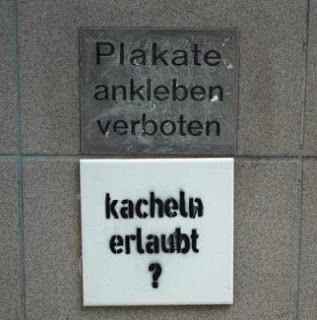 Plakate
ankleben
verboten
kacheln
erlaubt
?